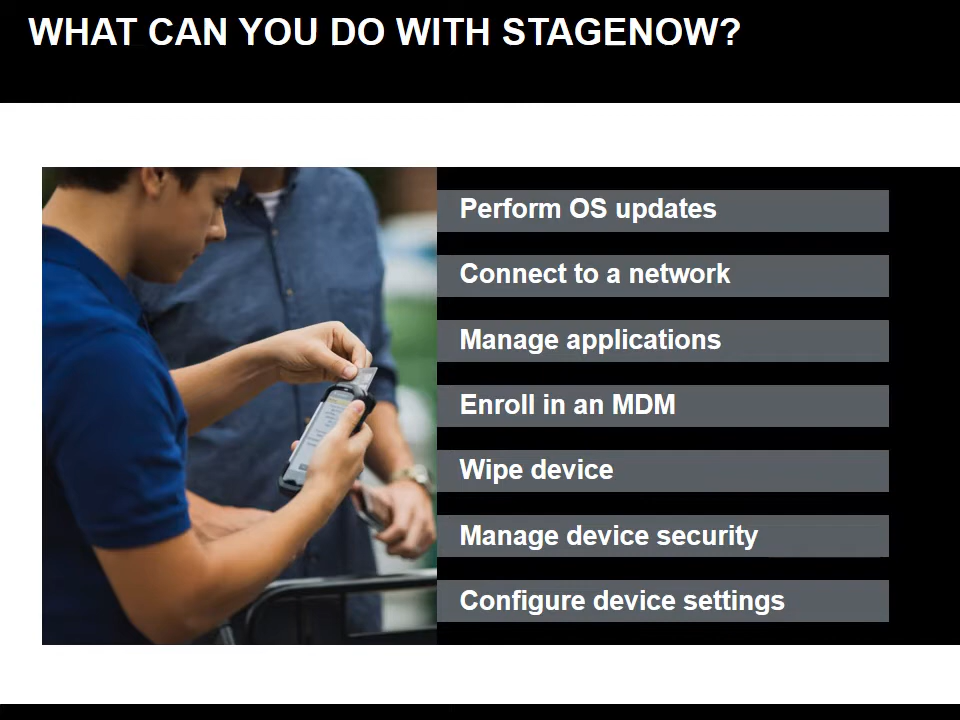 WHAT CAN YOU DO WITH STAGENOW?
Perform OS updates
Connect to a network
Manage applications
Enroll in an MDM
Wipe device
Manage device security
Configure device settings